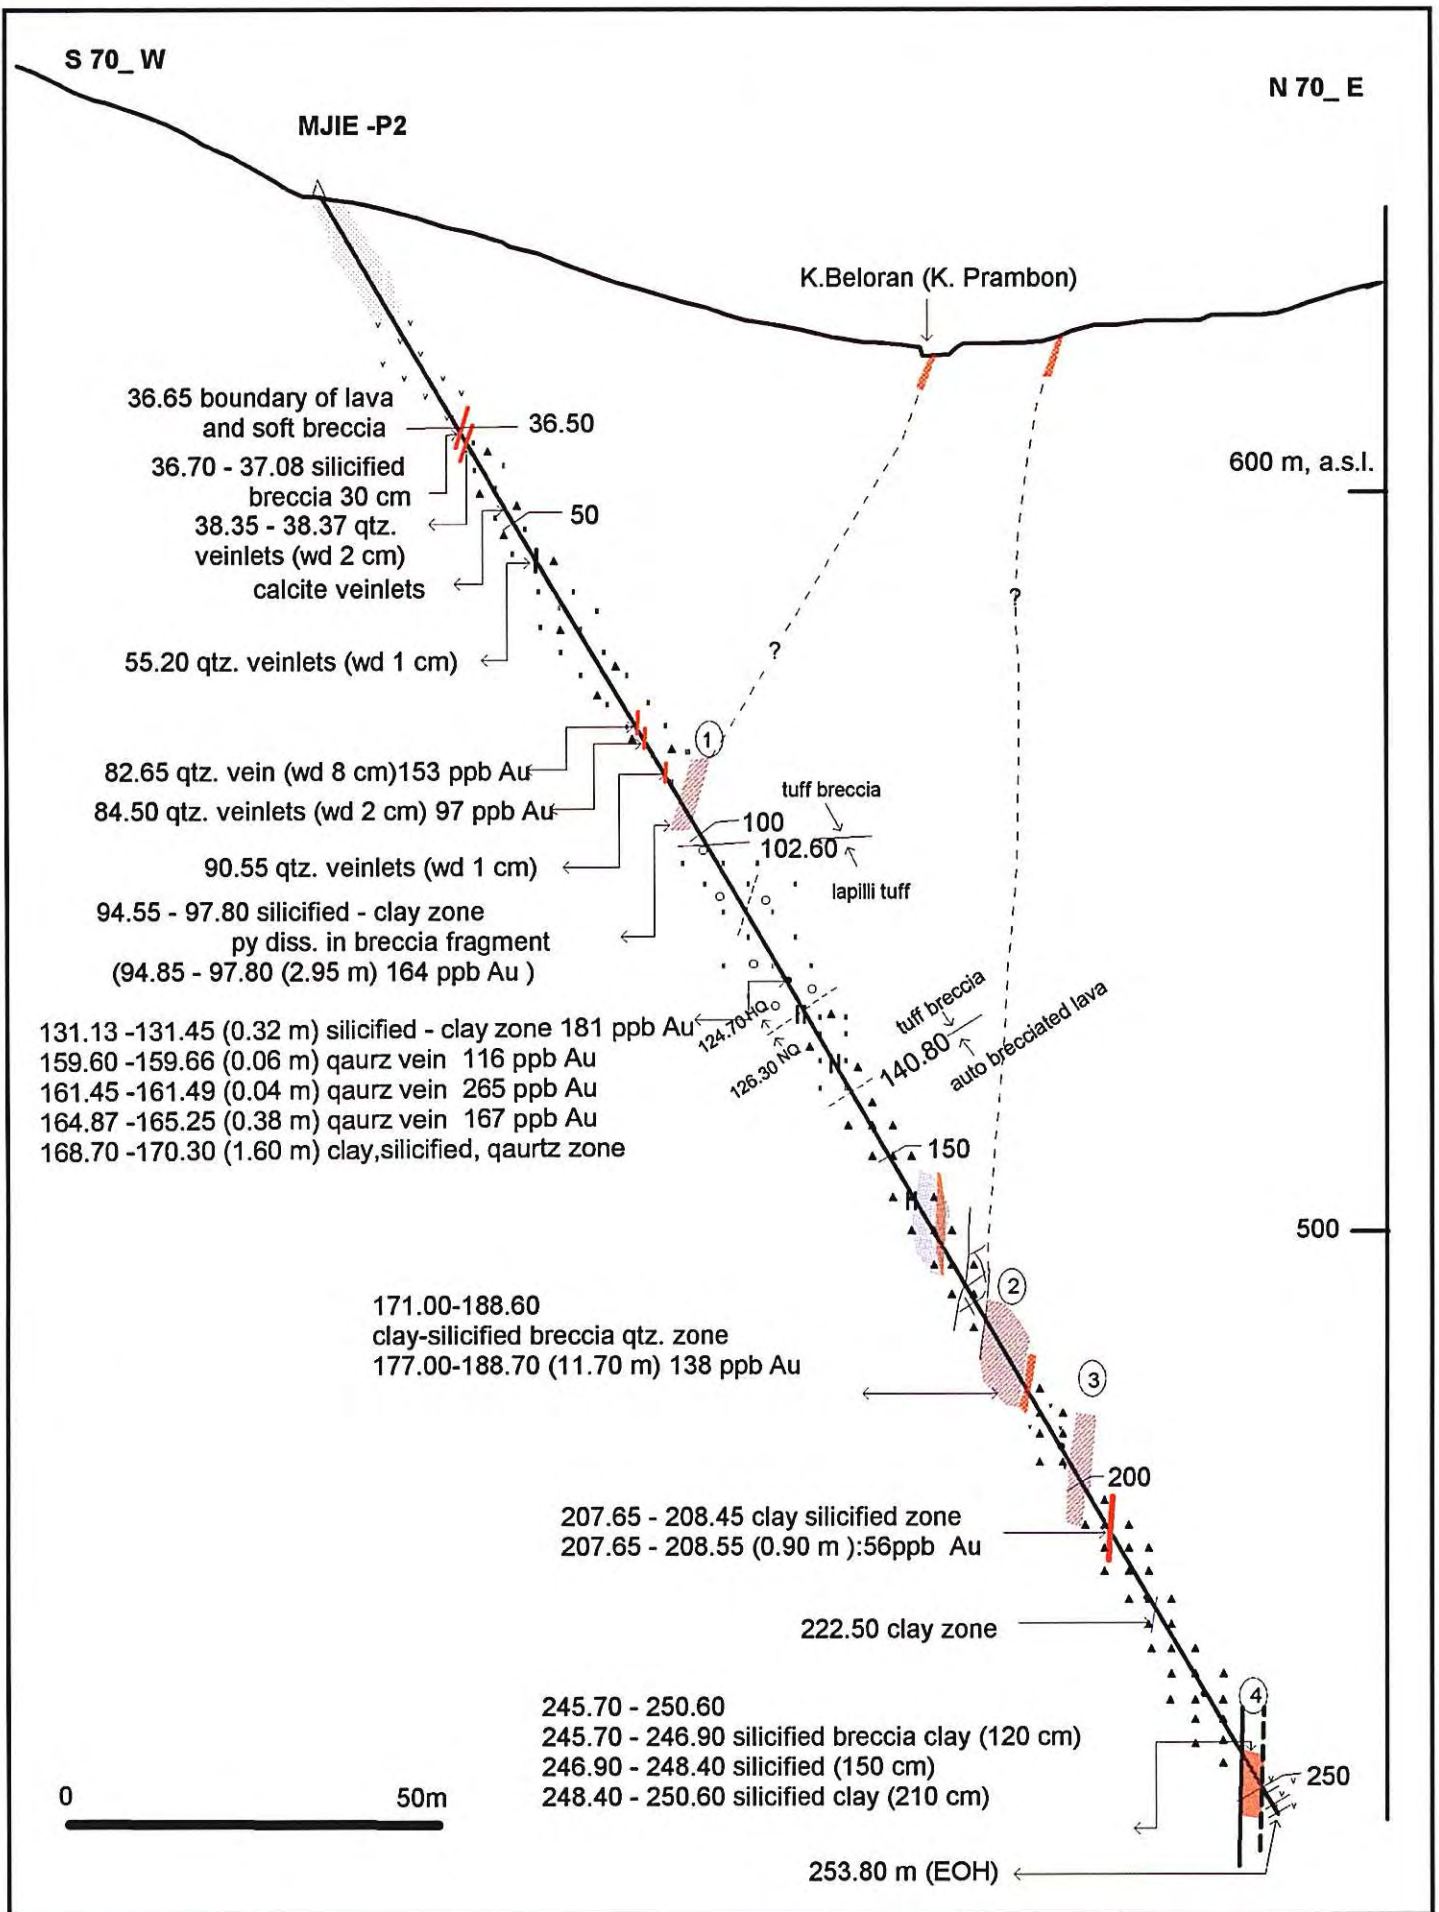 S 70_ W
N 70_ E
MJIE -P2
K.Beloran (K. Prambon)
36.65 boundary of lava
and soft breccia
36.50
600 m, a.s.l.
36.70 - 37.08 silicified
breccia 30 cm
50
38.35 - 38.37 qtz.
veinlets (wd 2 cm)
calcite veinlets
?
?
55.20 qtz. veinlets (wd 1 cm)
1
82.65 qtz. vein (wd 8 cm)153 ppb Au
tuff breccia
84.50 qtz. veinlets (wd 2 cm) 97 ppb Au
100
102.60
90.55 qtz. veinlets (wd 1 cm)
lapilli tuff
94.55 - 97.80 silicified - clay zone
py diss. in breccia fragment
(94.85 - 97.80 (2.95 m) 164 ppb Au )
tuff breccia
124.70 HQ
126.30 NQ
140.80
auto brecciated lava
131.13 -131.45 (0.32 m) silicified - clay zone 181 ppb Au
159.60 -159.66 (0.06 m) qaurz vein 116 ppb Au
161.45 -161.49 (0.04 m) qaurz vein 265 ppb Au
164.87 -165.25 (0.38 m) qaurz vein 167 ppb Au
168.70 -170.30 (1.60 m) clay,silicified, qaurtz zone
150
500
2
171.00-188.60
clay-silicified breccia qtz. zone
177.00-188.70 (11.70 m) 138 ppb Au
3
200
207.65 - 208.45 clay silicified zone
207.65 - 208.55 (0.90 m ):56ppb Au
222.50 clay zone
4
245.70 - 250.60
245.70 - 246.90 silicified breccia clay (120 cm)
246.90 - 248.40 silicified (150 cm)
248.40 - 250.60 silicified clay (210 cm)
250
0
50m
253.80 m (EOH)